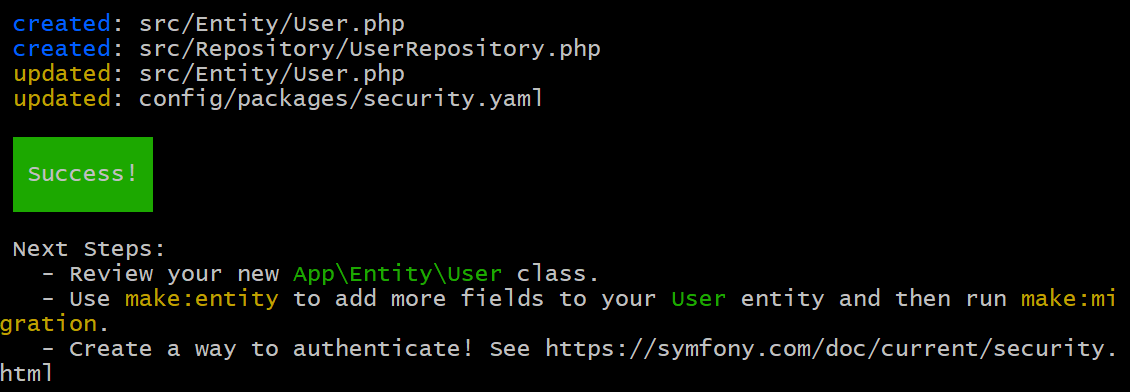 created: src/Entity/User.php
created: src/Repository/UserRepository.php
updated: src/Entity/User.php
updated: config/packages/security.yaml
Success!
Next Steps:
- Review your new App\Entity\User class.
- Use make:entity to add more fields to your User entity and then run make:mi
gration.
- Create a way to authenticate! See https://symfony.com/doc/current/security.
html